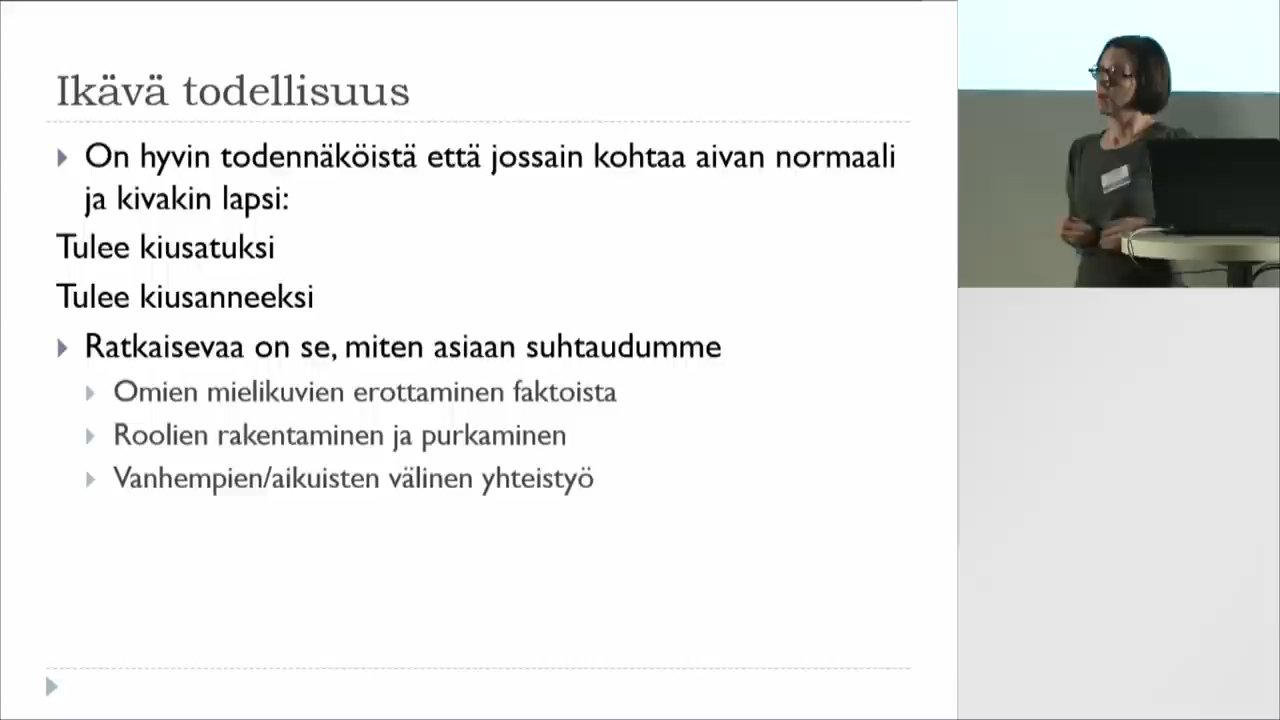 Ikävä todellisuus
On hyvin todennäköistä että jossain kohtaa aivan normaali
ja kivakin lapsi:
Tulee kiusatuksi
Tulee kiusanneeksi
Ratkaisevaa on se, miten asiaan suhtaudumme
Omien mielikuvien erottaminen faktoista
Roolien rakentaminen ja purkaminen
Vanhempien/aikuisten välinen yhteistyö